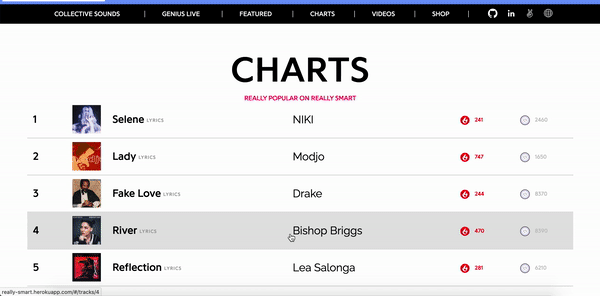 COLLECTIVE SOUNDS | GENIUS LIVE | FEATURED | CHARTS | VIDEOS | SHOP | in
CHARTS
REALLY POPULAR ON REALLY SMART
1 Selene LYRICS NIKI 241 2460
2 Lady LYRICS Modjo 747 1650
3 Fake Love LYRICS Drake 244 8370
4 River LYRICS Bishop Briggs 470
5 Reflection LYRICS Lea Salonga 281 6210
really-smart.herokuapp.com/#/tracks/4